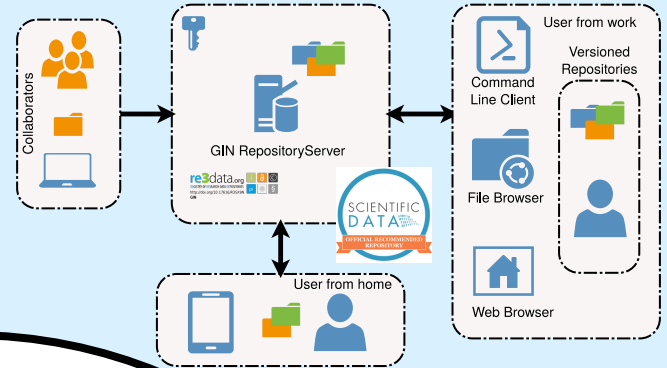 Collaborators
GIN RepositoryServer
re3data.org
GIN
SCIENTIFIC
DATA
OFFICIAL RECOMMENDED
REPOSITORY
User from work
Command
Line Client
File Browser
Web Browser
Versioned
Repositories
User from home